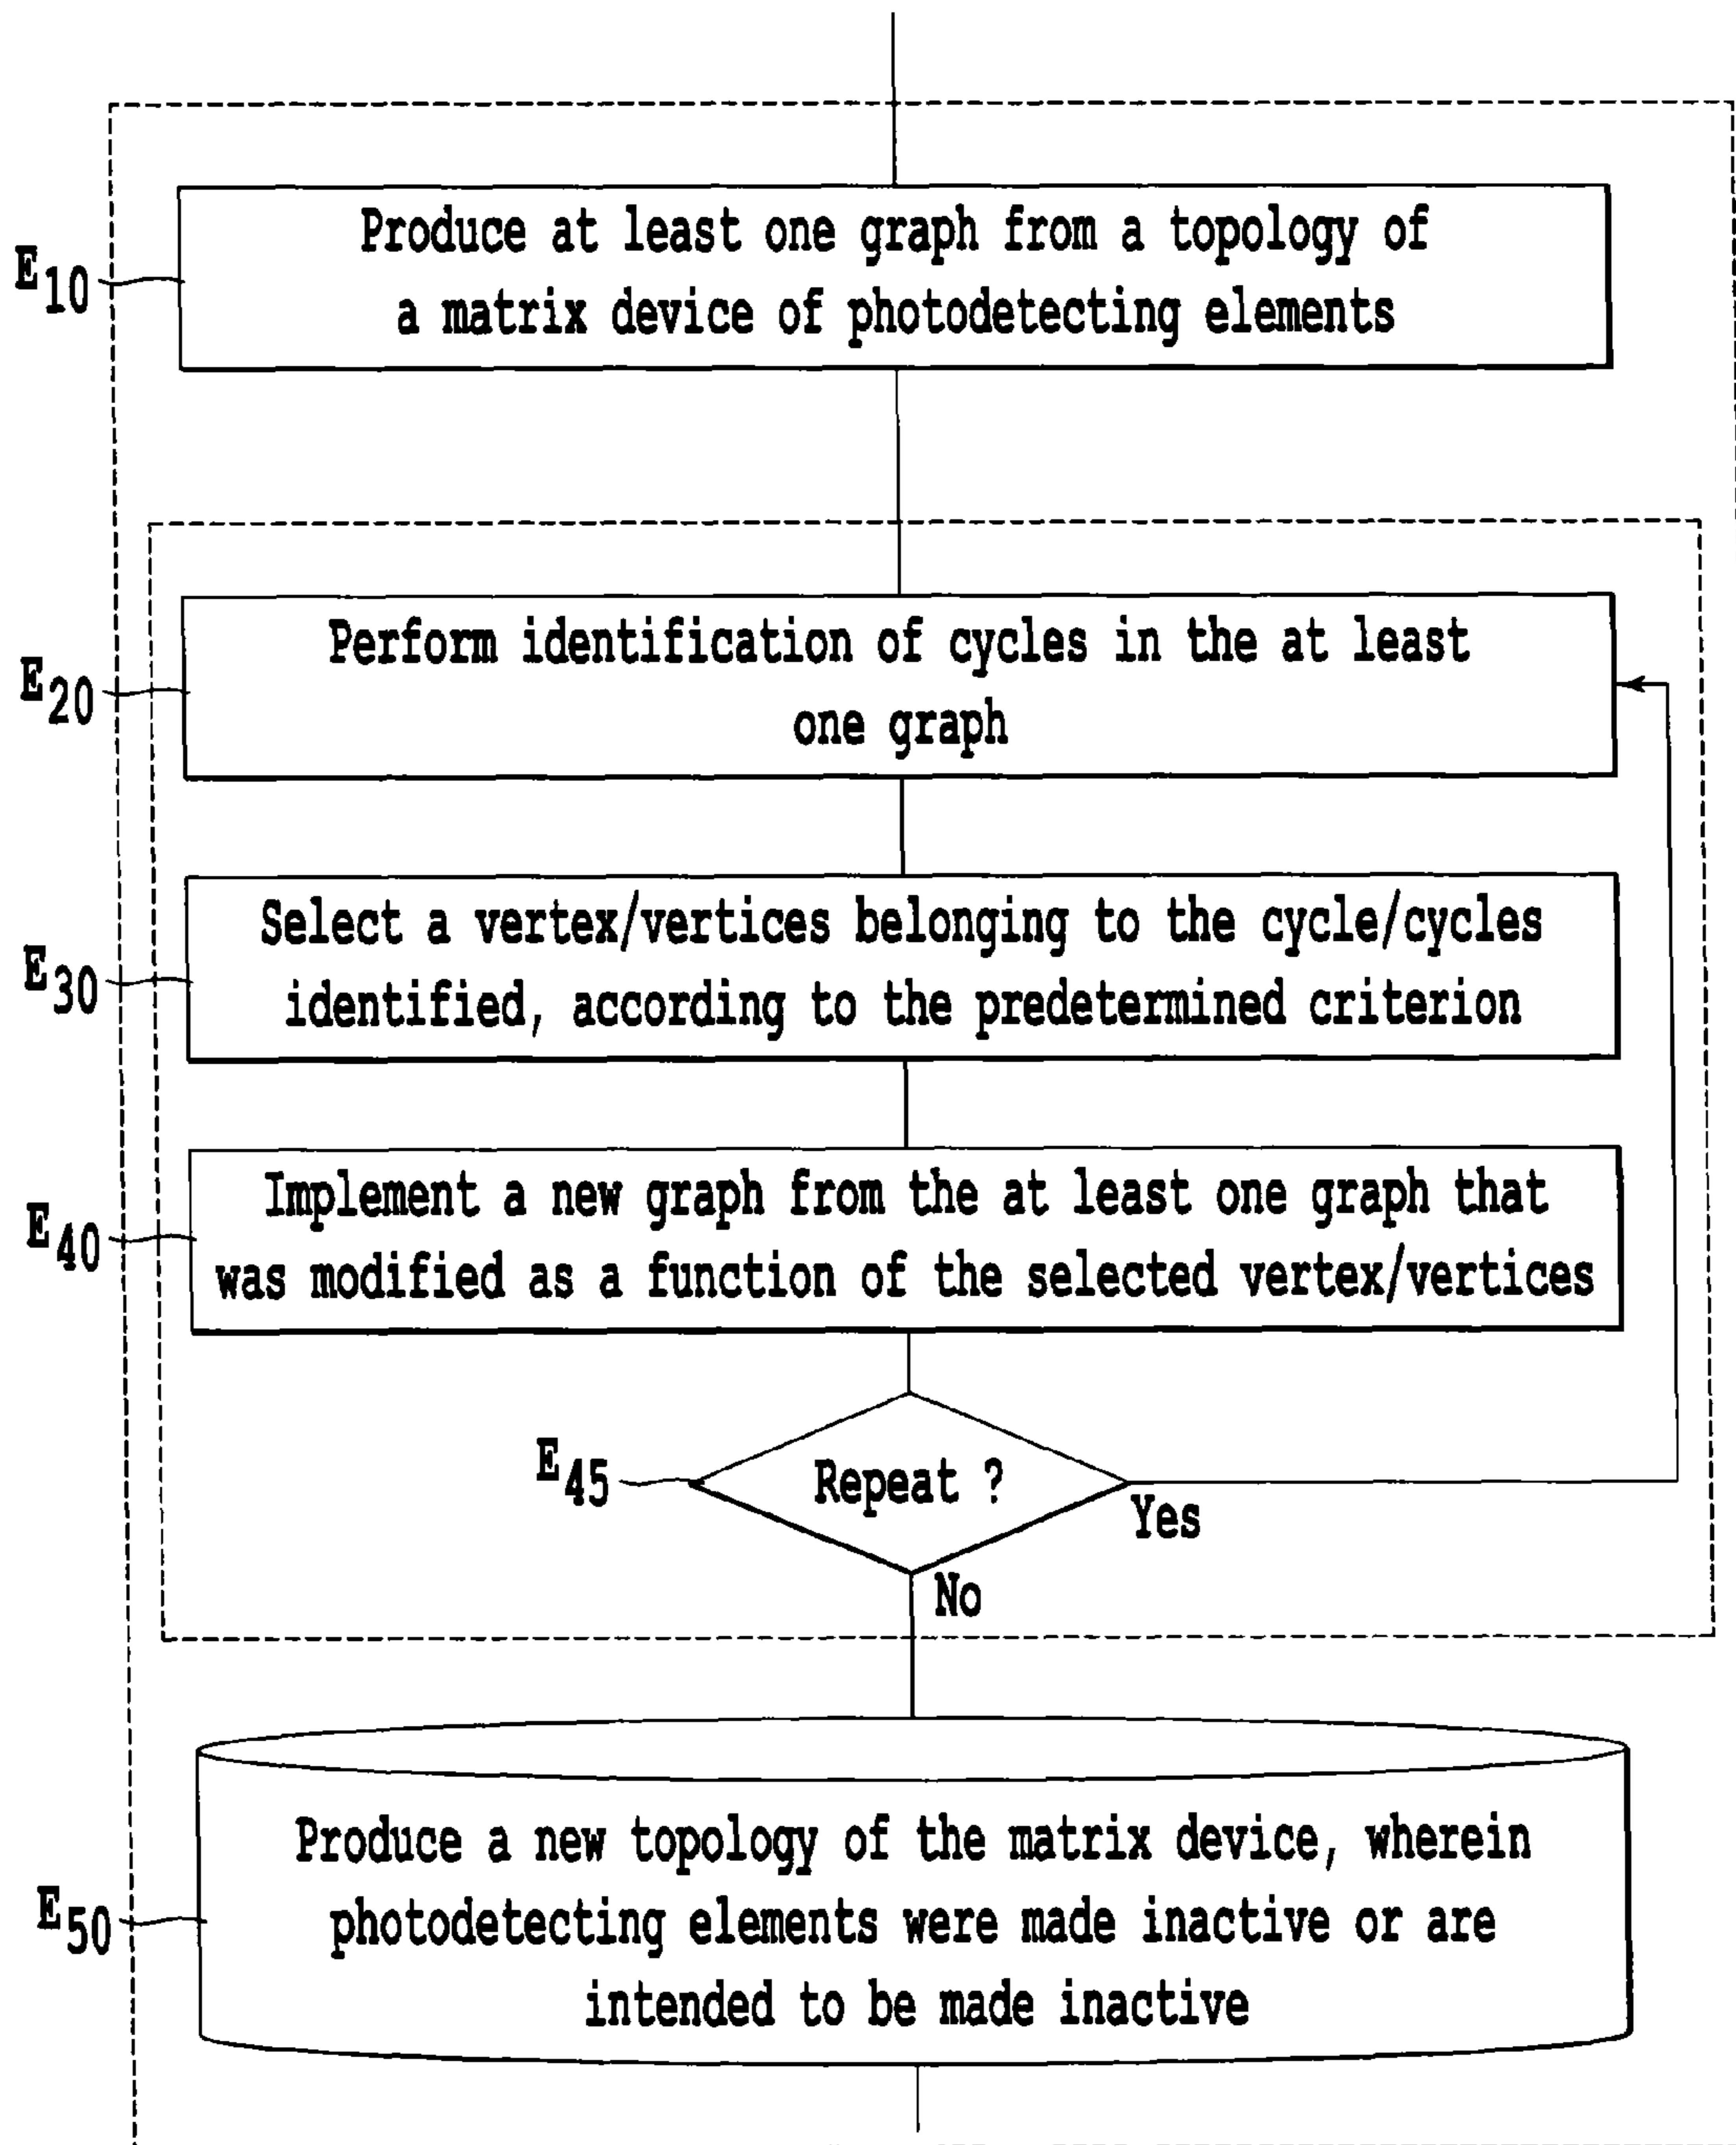 Produce at least one graph from a topology of
a matrix device of photodetecting elements
E10
Perform identification of cycles in the at least
one graph
E20
Select a vertex/vertices belonging to the cycle/cycles
identified, according to the predetermined criterion
E30
Implement a new graph from the at least one graph that
was modified as a function of the selected vertex/vertices
E40
E45
Repeat ?
Yes
No
Produce a new topology of the matrix device, wherein
photodetecting elements were made inactive or are
intended to be made inactive
E50